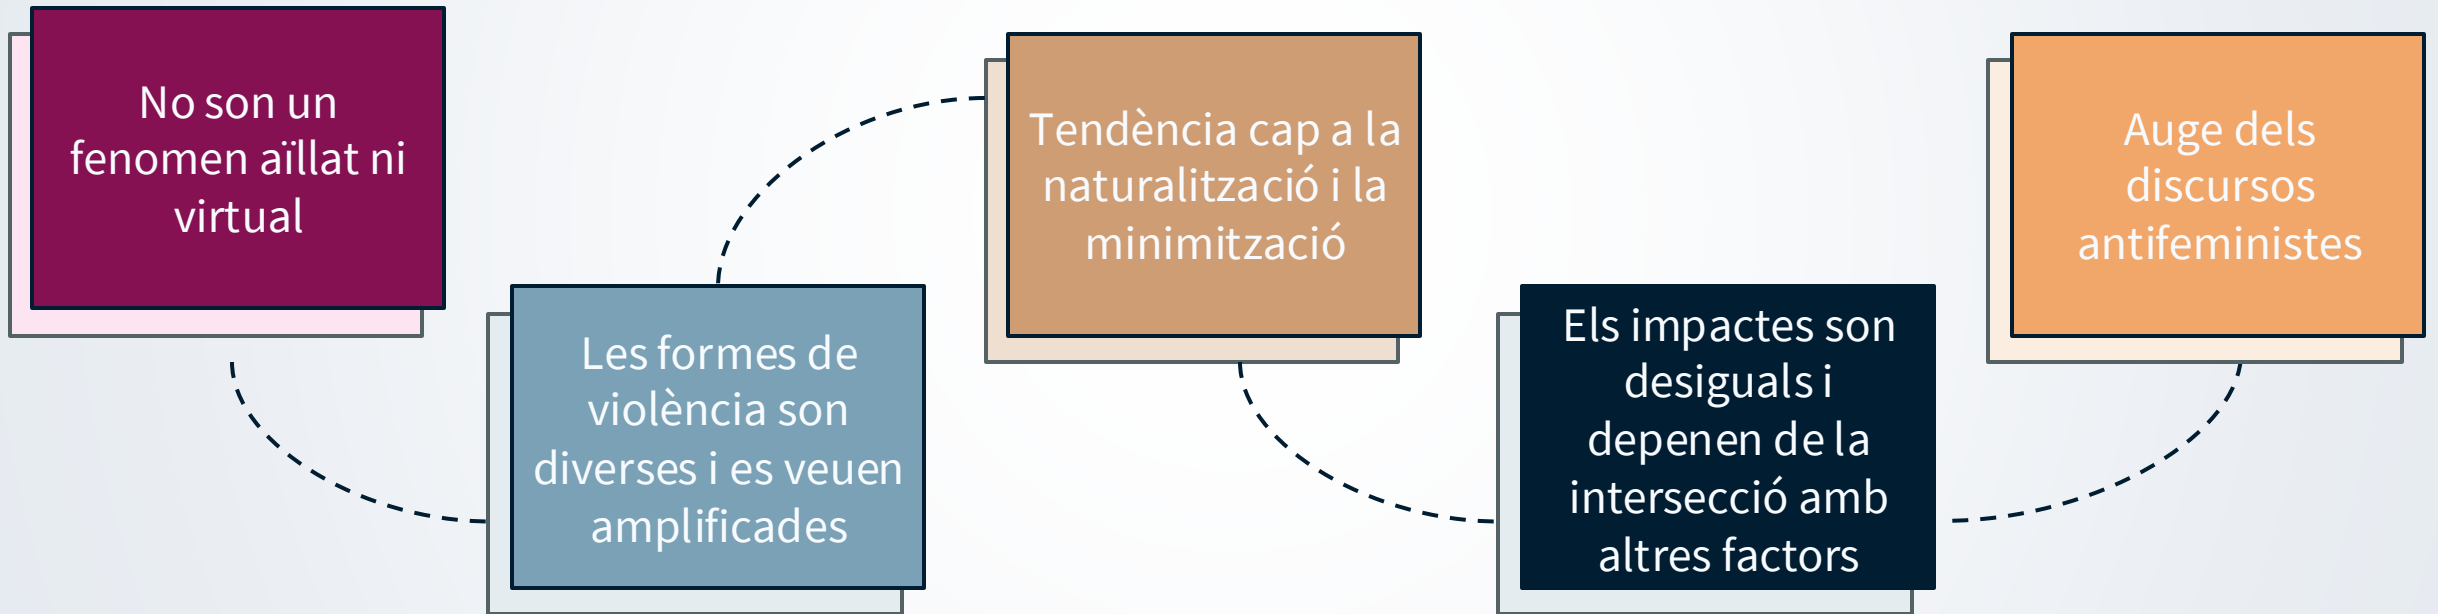 No son un
fenomen aïllat ni
virtual
Les formes de
violència son
diverses i es veuen
amplificades
Tendència cap a la
naturalització i la
minimització
Els impactes son
desiguals i
depenen de la
intersecció amb
altres factors
Auge dels
discursos
antifeministes